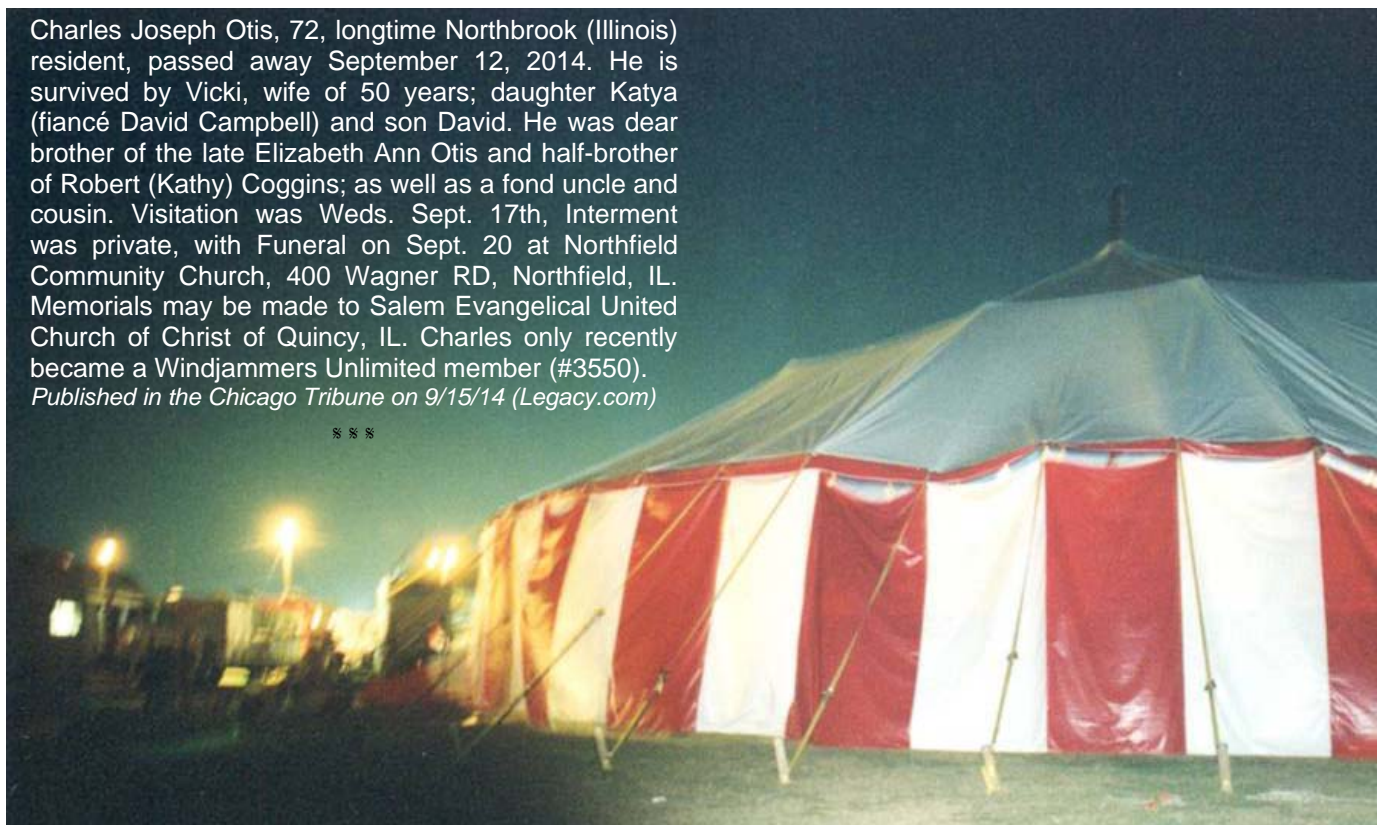 Charles Joseph Otis, 72, longtime Northbrook (Illinois)
resident, passed away September 12, 2014. He is
survived by Vicki, wife of 50 years; daughter Katya
(fiancé David Campbell) and son David. He was dear
brother of the late Elizabeth Ann Otis and half-brother
of Robert (Kathy) Coggins; as well as a fond uncle and
cousin. Visitation was Weds. Sept. 17th, Interment
was private, with Funeral on Sept. 20 at Northfield
Community Church, 400 Wagner RD, Northfield, IL.
Memorials may be made to Salem Evangelical United
Church of Christ of Quincy, IL. Charles only recently
became a Windjammers Unlimited member (#3550).
Published in the Chicago Tribune on 9/15/14 (Legacy.com)